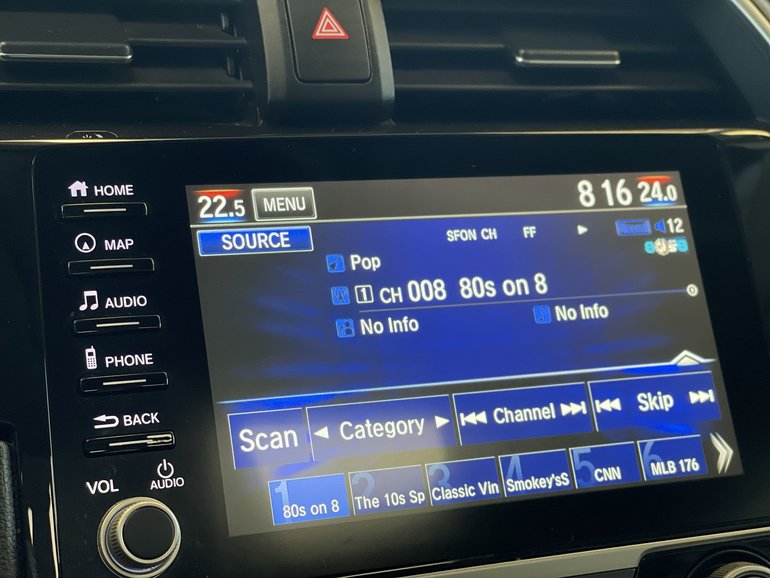 HOME
MAP
AUDIO
PHONE
BACK
VOL
AUDIO
22.5 MENU 8 16 24.0
SOURCE SFON CH FF 12
Pop
1 CH 008 80s on 8
No Info No Info
Scan Category Channel Skip
1 80s on 8
2 The 10s Sp
3 Classic Vin
4 Smokey'sS
5 CNN
6 MLB 176